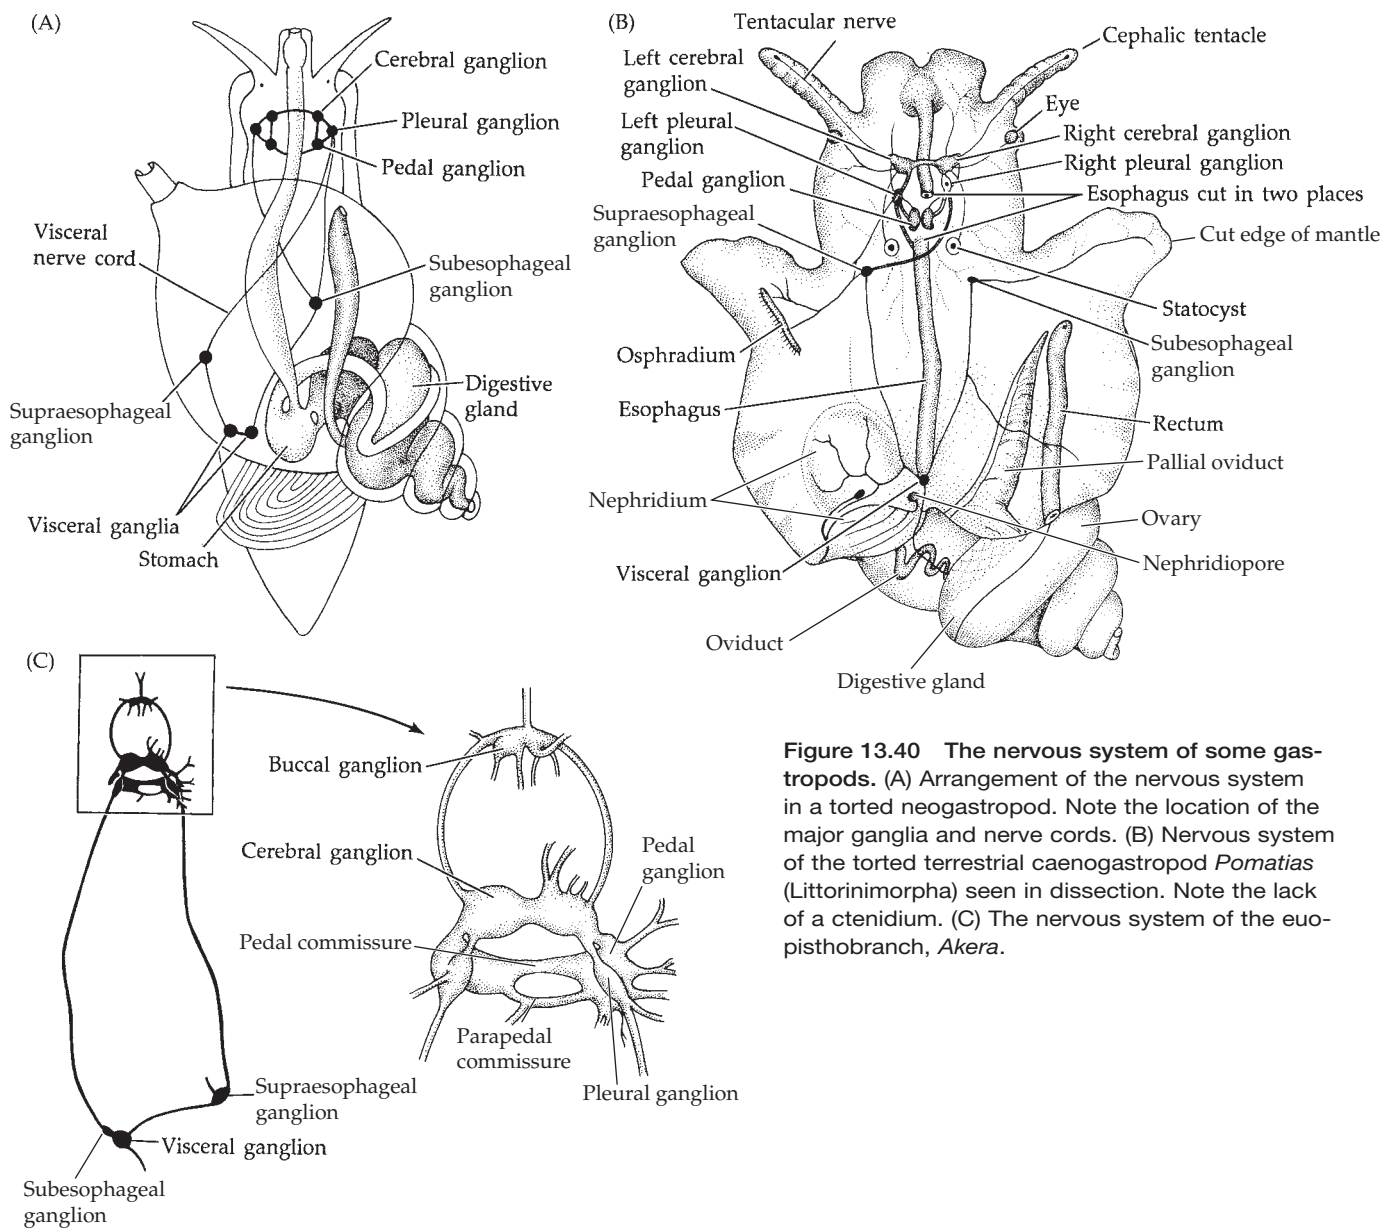 (A)
Cerebral ganglion
Pleural ganglion
Pedal ganglion
Visceral
nerve cord
Subesophageal
ganglion
Digestive
gland
Supraesophageal
ganglion
Visceral ganglia
Stomach
(B)
Tentacular nerve
Cephalic tentacle
Left cerebral
ganglion
Eye
Left pleural
ganglion
Right cerebral ganglion
Right pleural ganglion
Pedal ganglion
Esophagus cut in two places
Supraesophageal
ganglion
Cut edge of mantle
Statocyst
Osphradium
Subesophageal
ganglion
Esophagus
Rectum
Pallial oviduct
Nephridium
Ovary
Nephridiopore
Visceral ganglion
Oviduct
Digestive gland
(C)
Buccal ganglion
Cerebral ganglion
Pedal
ganglion
Pedal commissure
Parapedal
commissure
Pleural ganglion
Supraesophageal
ganglion
Visceral ganglion
Subesophageal
ganglion
Figure 13.40 The nervous system of some gas-
tropods. (A) Arrangement of the nervous system
in a torted neogastropod. Note the location of the
major ganglia and nerve cords. (B) Nervous system
of the torted terrestrial caenogastropod Pomatias
(Littorinimorpha) seen in dissection. Note the lack
of a ctenidium. (C) The nervous system of the euo-
pisthobranch, Akera.